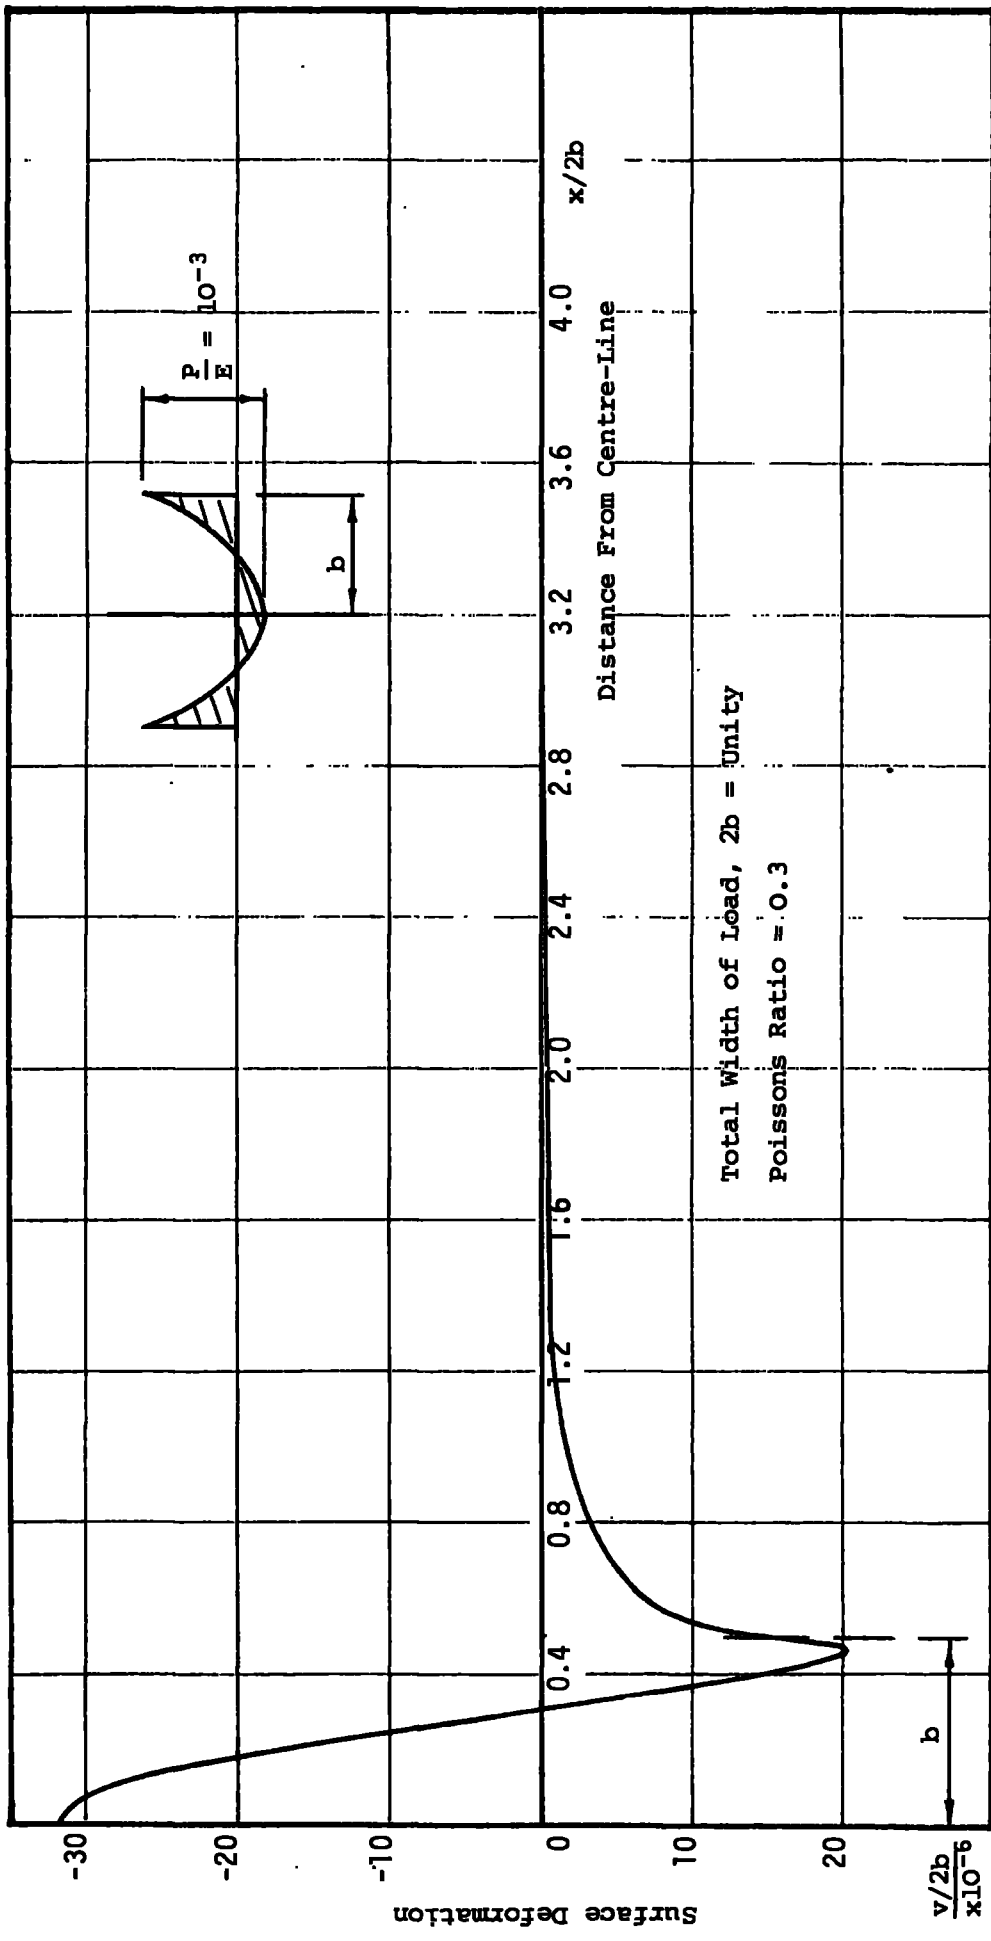 Surface Deformation
-30
-20
-10
0
10
20
v/2b
x10-6
0.4
0.8
1.2
1.6
2.0
2.4
2.8
3.2
3.6
4.0
x/2b
Distance From Centre-Line
P
E
= 10-3
b
Total Width of Load, 2b = Unity
Poissons Ratio = 0.3
b